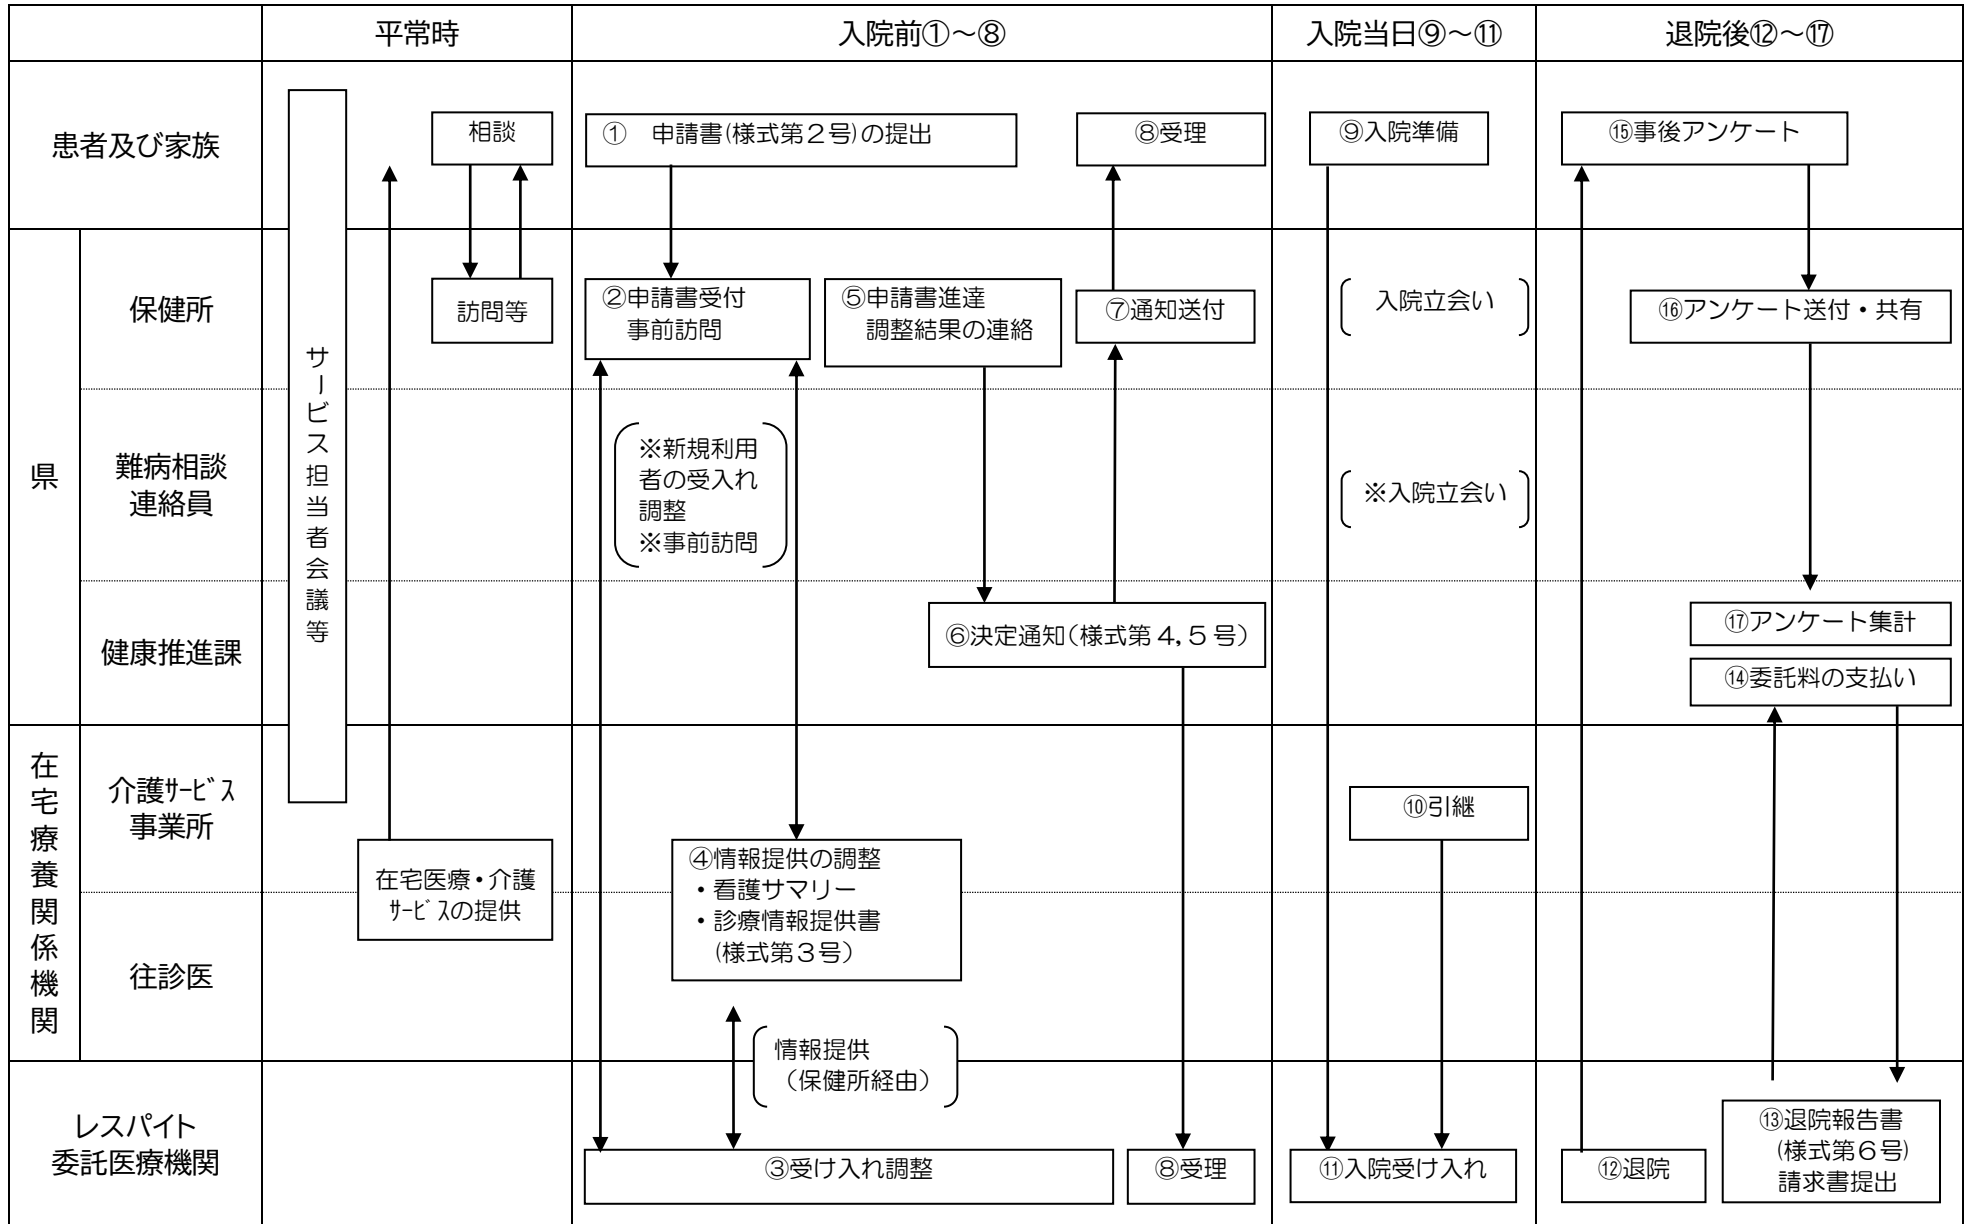 平常時
入院前①～⑧
入院当日⑨～⑪
退院後⑫～⑰
患者及び家族
相談
① 申請書(様式第２号)の提出
⑧受理
⑨入院準備
⑮事後アンケート
サービス担当者会議等
県
保健所
訪問等
②申請書受付
事前訪問
⑤申請書進達
調整結果の連絡
⑦通知送付
入院立会い
⑯アンケート送付・共有
難病相談
連絡員
※新規利用
者の受入れ
調整
※事前訪問
※入院立会い
健康推進課
⑥決定通知(様式第４,５号)
⑰アンケート集計
⑭委託料の支払い
在宅療養関係機関
介護ｻｰﾋﾞｽ
事業所
⑩引継
在宅医療・介護
ｻｰﾋﾞｽの提供
④情報提供の調整
・看護サマリー
・診療情報提供書
(様式第３号)
往診医
情報提供
（保健所経由）
レスパイト
委託医療機関
③受け入れ調整
⑧受理
⑪入院受け入れ
⑫退院
⑬退院報告書
(様式第６号)
請求書提出